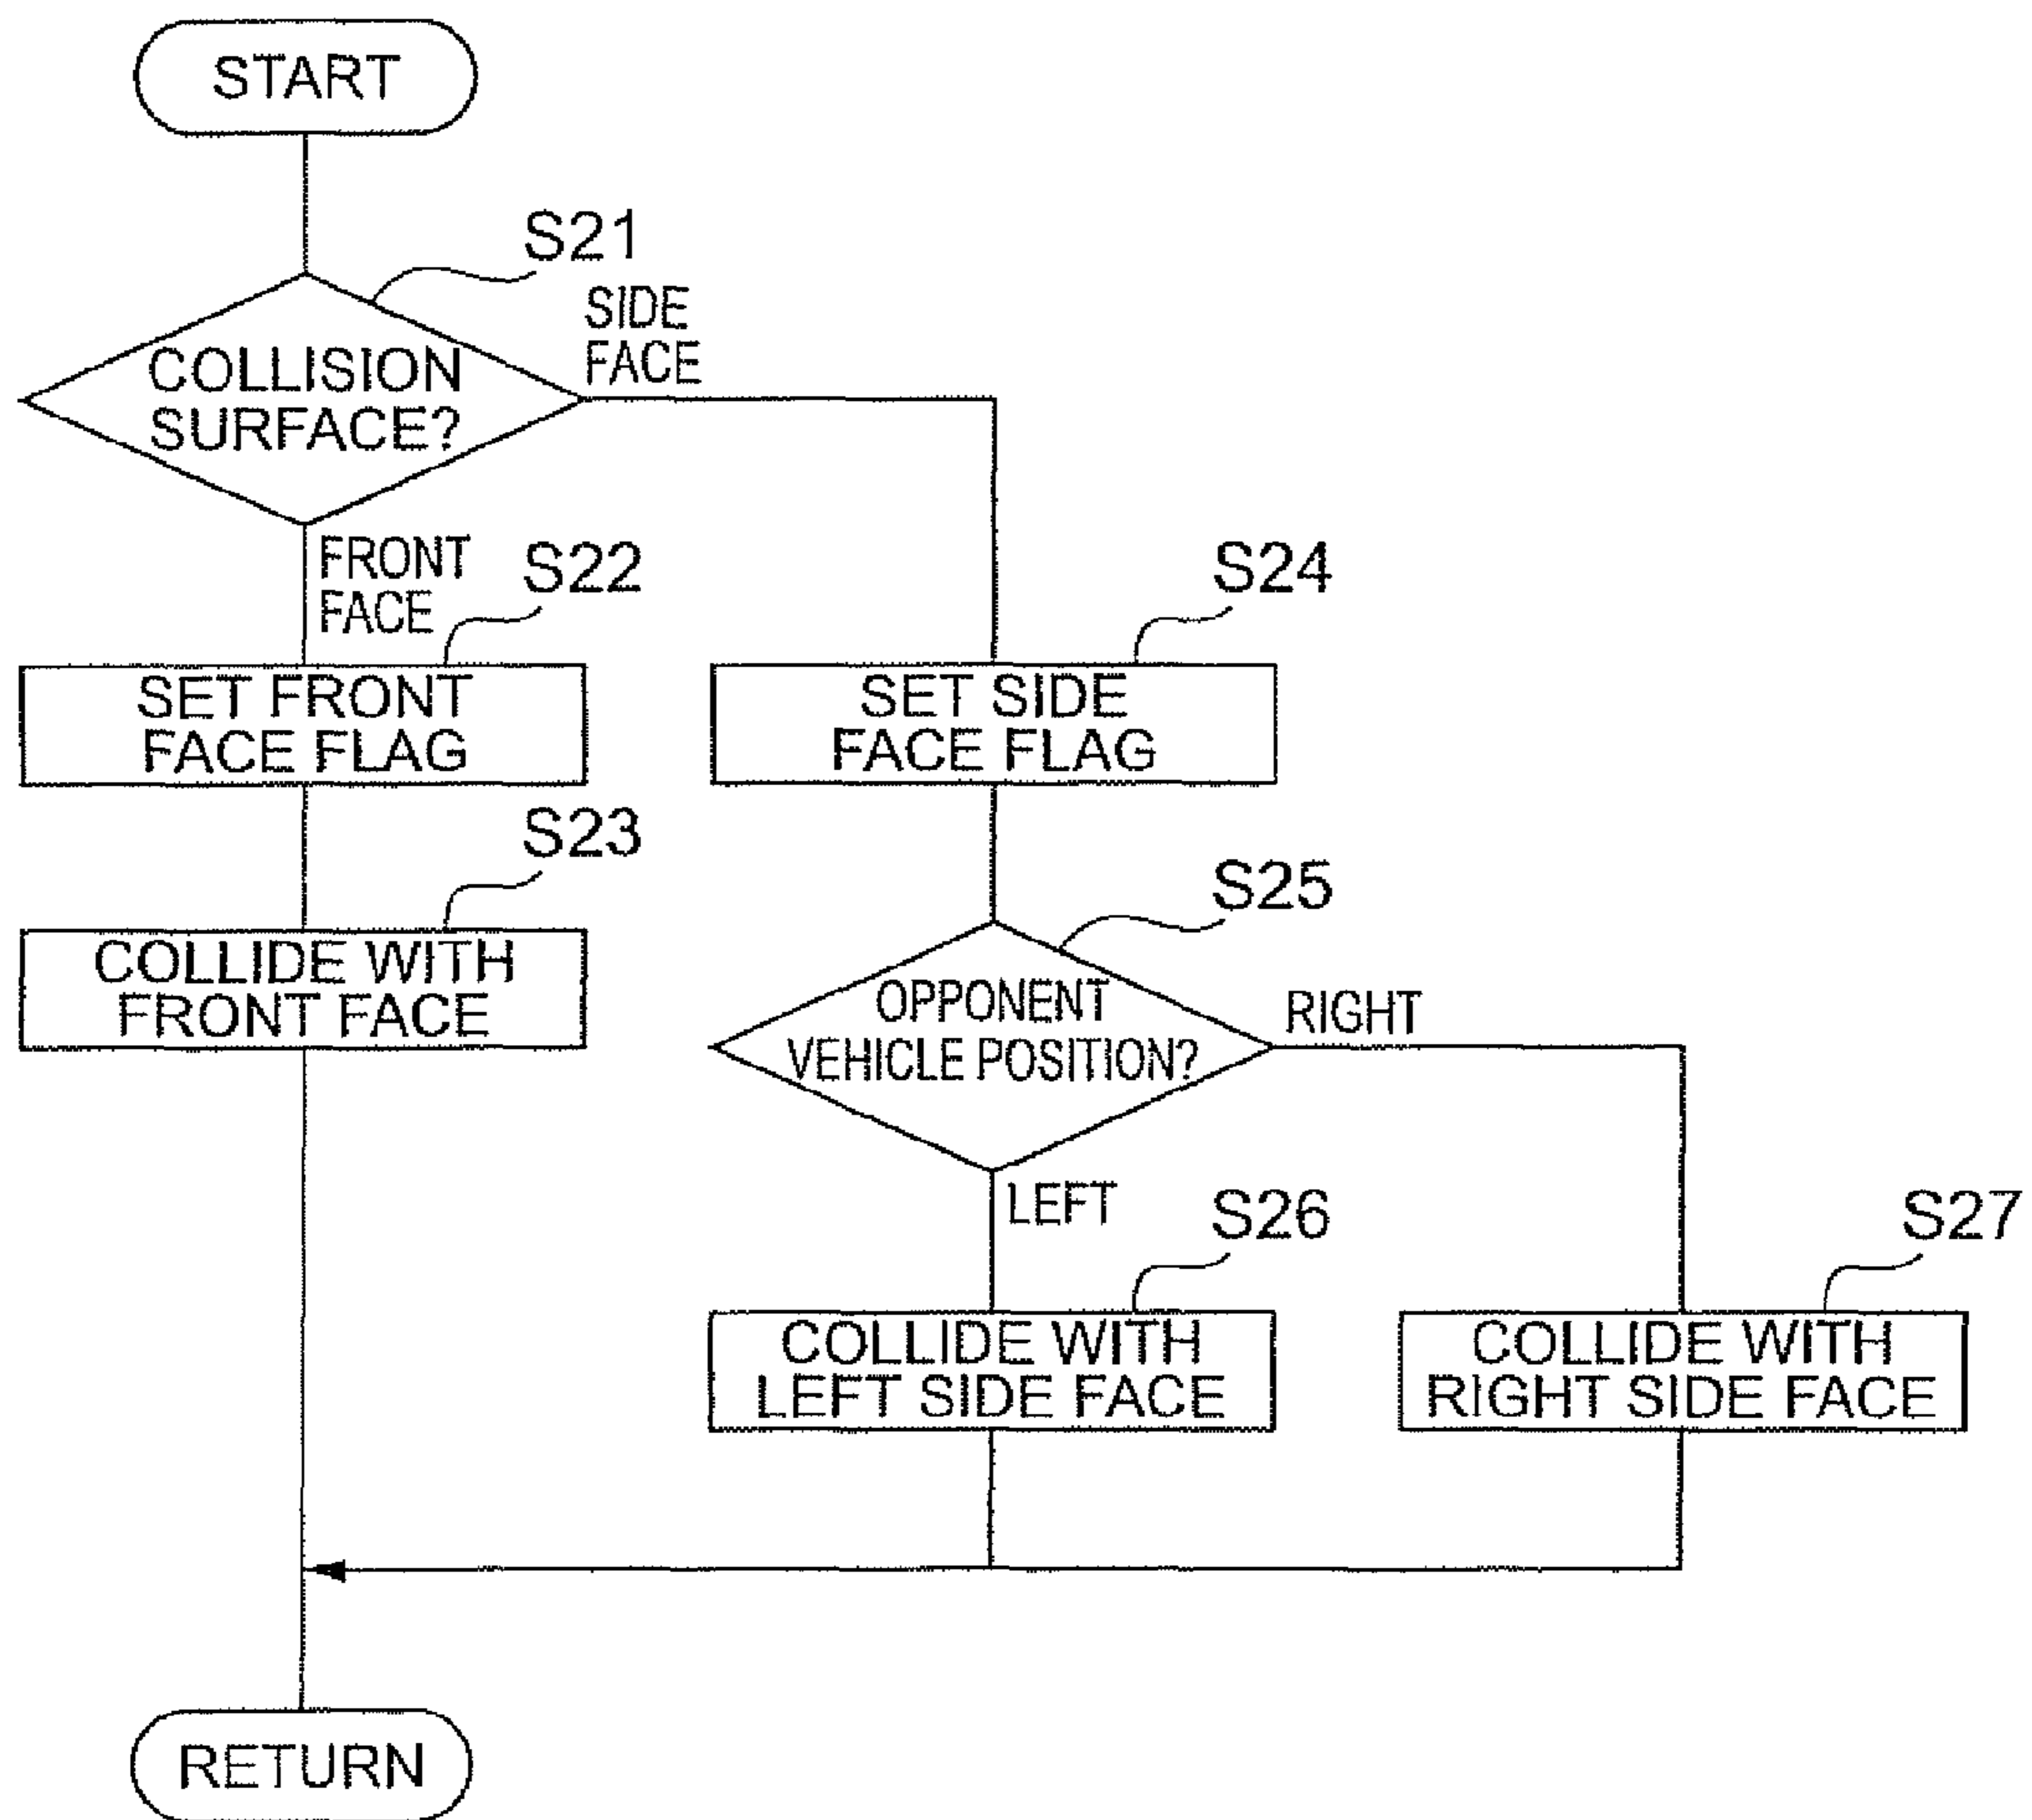 START
S21
SIDE
FACE
COLLISION
SURFACE?
FRONT
FACE
S22
S24
SET FRONT
FACE FLAG
SET SIDE
FACE FLAG
S23
S25
COLLIDE WITH
FRONT FACE
OPPONENT
VEHICLE POSITION?
RIGHT
LEFT
S26
S27
COLLIDE WITH
LEFT SIDE FACE
COLLIDE WITH
RIGHT SIDE FACE
RETURN